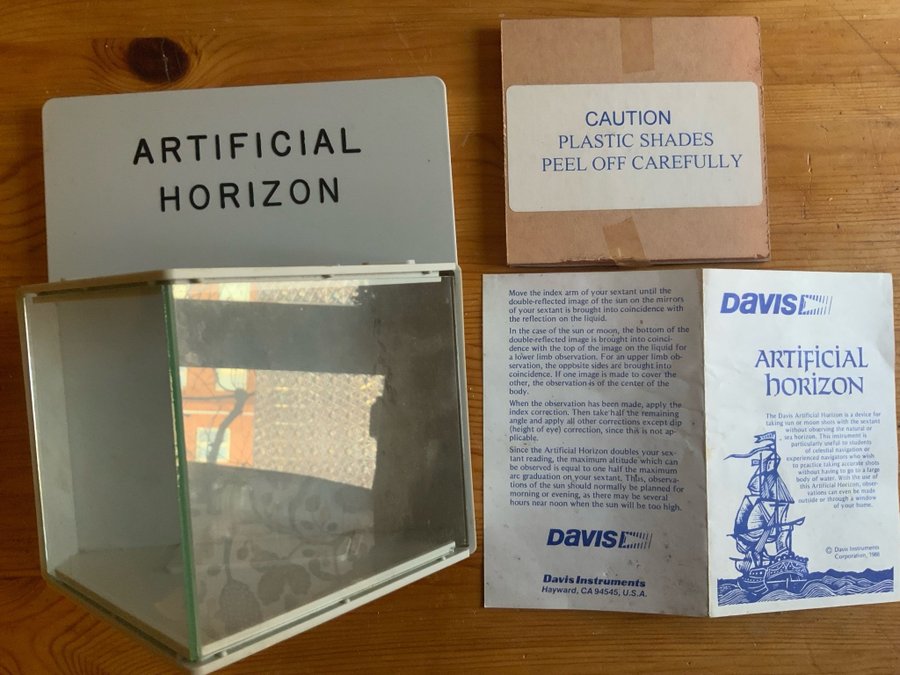 ARTIFICIAL
HORIZON
CAUTION
PLASTIC SHADES
PEEL OFF CAREFULLY
Move the index arm of your sextant until the
double-reflected image of the sun on the mirrors
of your sextant is brought into coincidence with
the reflection on the liquid.
In the case of the sun or moon, the bottom of the
double-reflected image is brought into coinci-
dence with the top of the image on the liquid for
a lower limb observation. For an upper limb ob-
servation, the opposite sides are brought into
coincidence. If one image is made to cover the
other, the observation is of the center of the
body.
When the observation has been made, apply the
index correction. Then take half the remaining
angle and apply all other corrections except dip
(height of eye) correction, since this is not ap-
plicable.
Since the Artificial Horizon doubles your sex-
tant reading, the maximum altitude which can
be observed is equal to one half the maximum
arc graduation on your sextant. Thus, observa-
tions of the sun should normally be planned for
morning or evening, as there may be several
hours near noon when the sun will be too high.
DAVIS
Davis Instruments
Hayward, CA 94545, U.S.A.
DAVIS
ARTIFICIAL
HORIZON
The Davis Artificial Horizon is a device for
taking sun or moon shots with the sextant
without observing the natural or
sea horizon. This instrument is
particularly useful to students
of celestial navigation or
experienced navigators who wish
to practice taking accurate shots
without having to go to a large
body of water. With the use of
this Artificial Horizon, obser-
vations can even be made
outside or through a window
of your home.
© Davis Instruments
Corporation, 1988